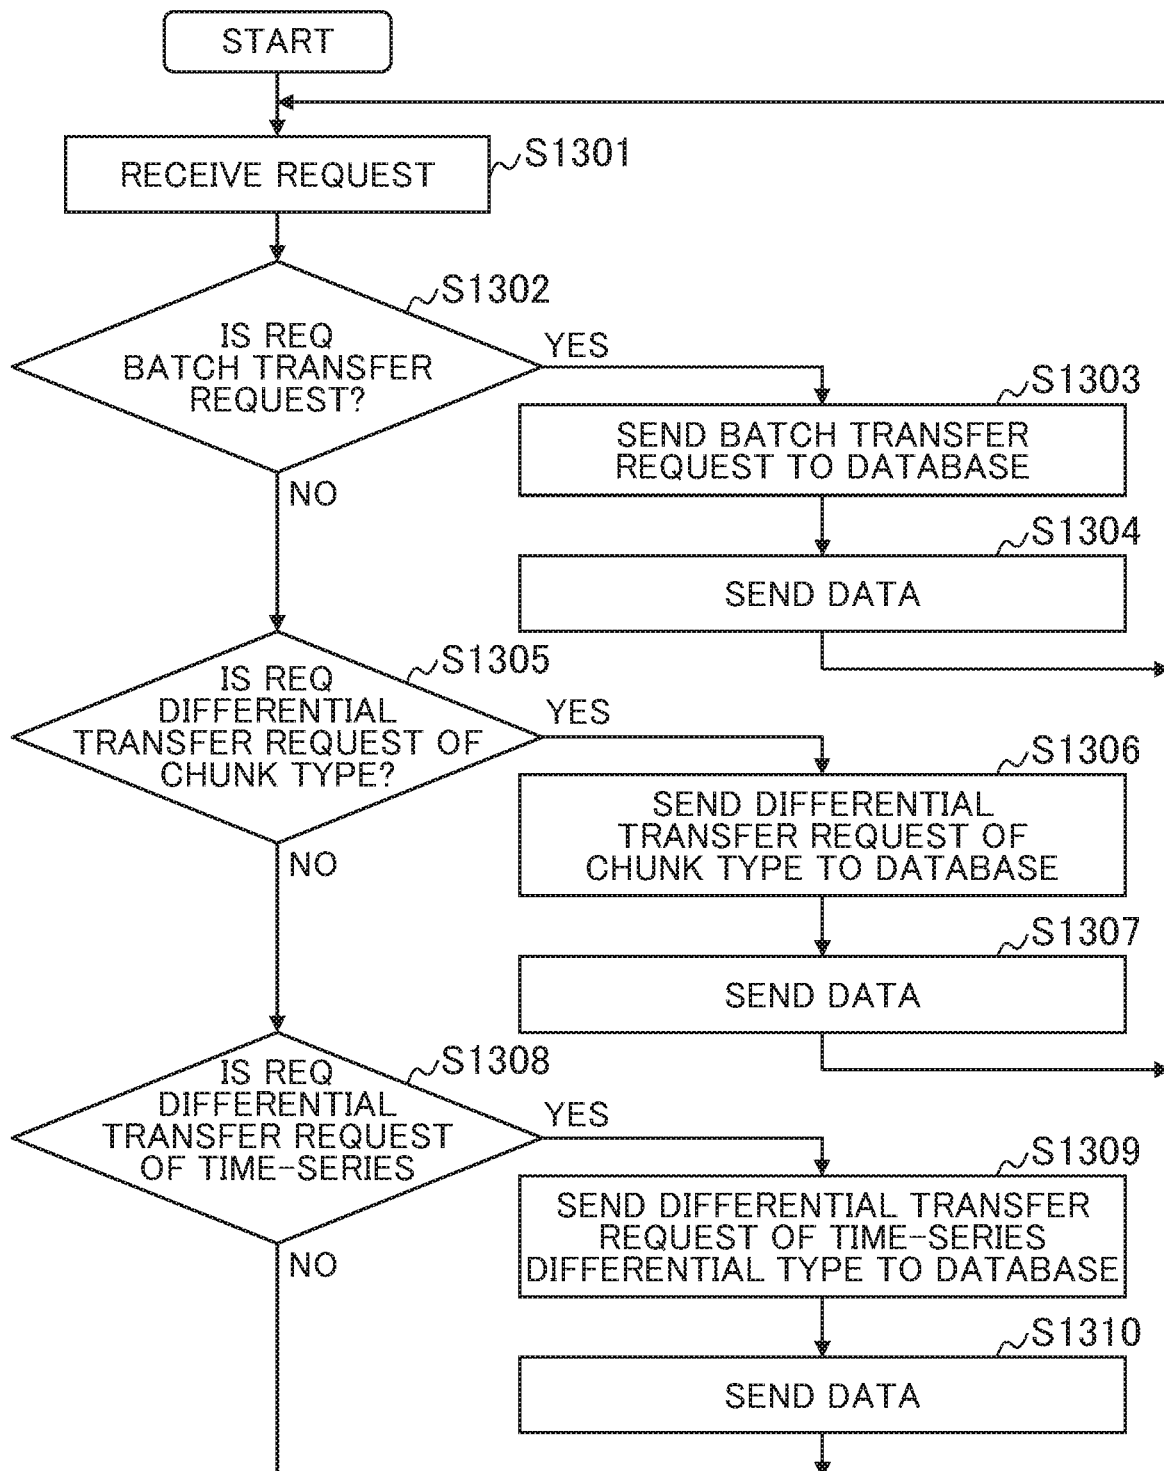 START
RECEIVE REQUEST
S1301
S1302
IS REQ
BATCH TRANSFER
REQUEST?
YES
NO
S1303
SEND BATCH TRANSFER
REQUEST TO DATABASE
S1304
SEND DATA
S1305
IS REQ
DIFFERENTIAL
TRANSFER REQUEST OF
CHUNK TYPE?
YES
NO
S1306
SEND DIFFERENTIAL
TRANSFER REQUEST OF
CHUNK TYPE TO DATABASE
S1307
SEND DATA
S1308
IS REQ
DIFFERENTIAL
TRANSFER REQUEST
OF TIME-SERIES
YES
NO
S1309
SEND DIFFERENTIAL TRANSFER
REQUEST OF TIME-SERIES
DIFFERENTIAL TYPE TO DATABASE
S1310
SEND DATA